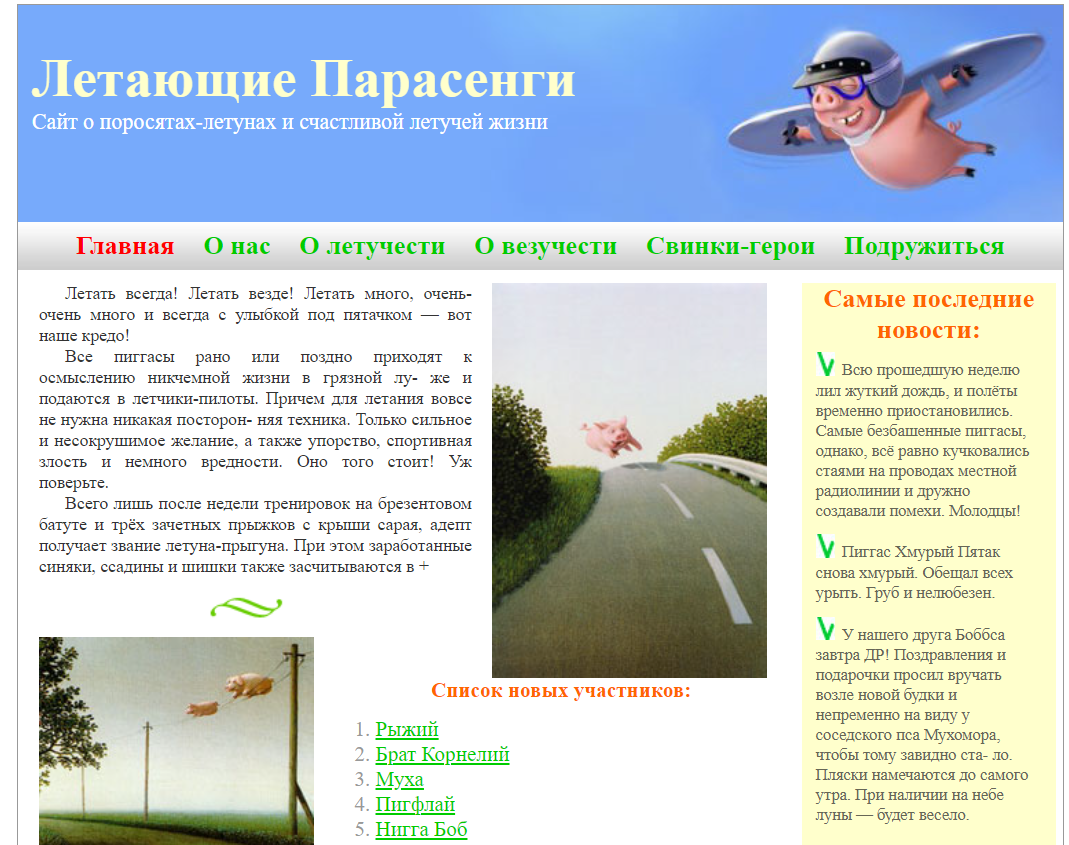 Летающие Парасенги
Сайт о поросятах-летунах и счастливой летучей жизни
Главная О нас О летучести О везучести Свинки-герои Подружиться
Летать всегда! Летать везде! Летать много, очень-
очень много и всегда с улыбкой под пятачком — вот
наше кредо!
Все пиггасы рано или поздно приходят к
осмыслению никчемной жизни в грязной лу- же и
подаются в летчики-пилоты. Причем для летания вовсе
не нужна никакая посторон- няя техника. Только сильное
и несокрушимое желание, а также упорство, спортивная
злость и немного вредности. Оно того стоит! Уж
поверьте.
Всего лишь после недели тренировок на брезентовом
батуте и трёх зачетных прыжков с крыши сарая, адепт
получает звание летуна-прыгуна. При этом заработанные
синяки, ссадины и шишки также засчитываются в +
Список новых участников:
1. Рыжий
2. Брат Корнелий
3. Муха
4. Пигфлай
5. Нигга Боб
Самые последние
новости:
Всю прошедшую неделю
лил жуткий дождь, и полёты
временно приостановились.
Самые безбашенные пиггасы,
однако, всё равно кучковались
стаями на проводах местной
радиолинии и дружно
создавали помехи. Молодцы!
Пиггас Хмурый Пятак
снова хмурый. Обещал всех
урыть. Груб и нелюбезен.
У нашего друга Боббса
завтра ДР! Поздравления и
подарочки просил вручать
возле новой будки и
непременно на виду у
соседского пса Мухомора,
чтобы тому завидно ста- ло.
Пляски намечаются до самого
утра. При наличии на небе
луны — будет весело.